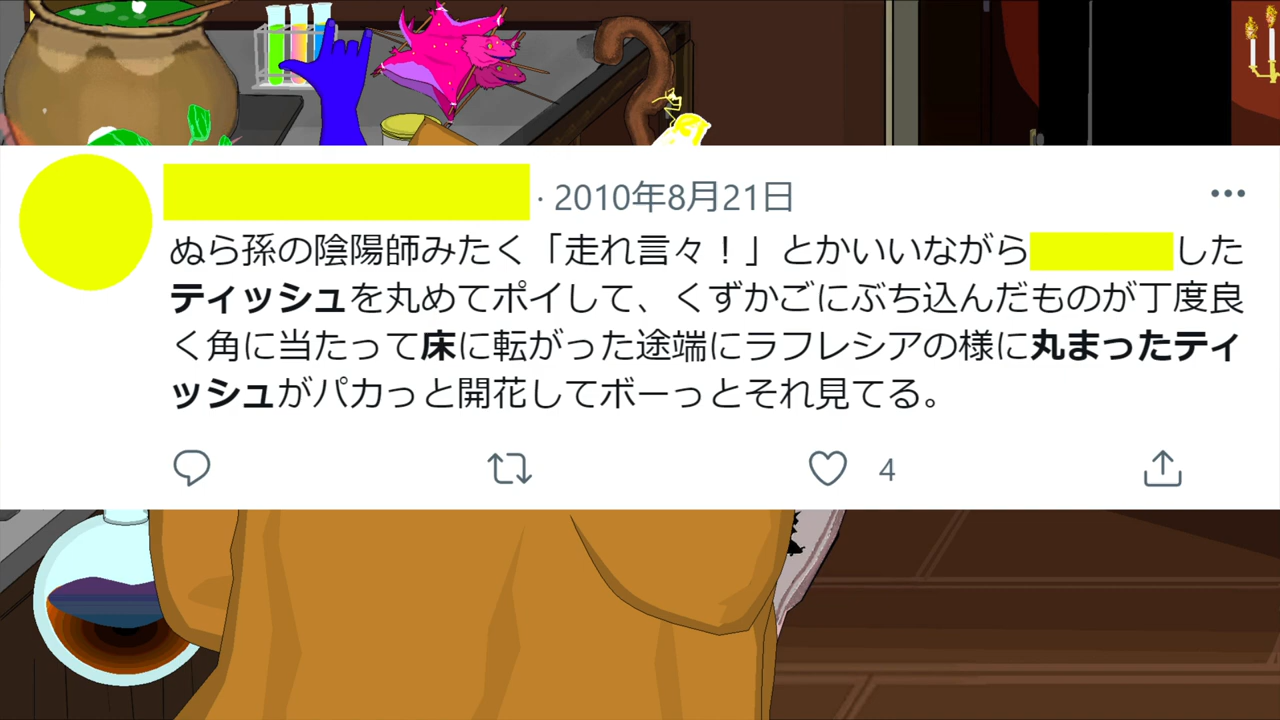 · 2010年8月21日
ぬら孫の陰陽師みたく「走れ言々！」とかいいながら
した
ティッシュを丸めてポイして、くずかごにぶち込んだものが丁度良
く角に当たって床に転がった途端にラフレシアの様に丸まったティ
ッシュがパカっと開花してボーっとそれ見てる。
4